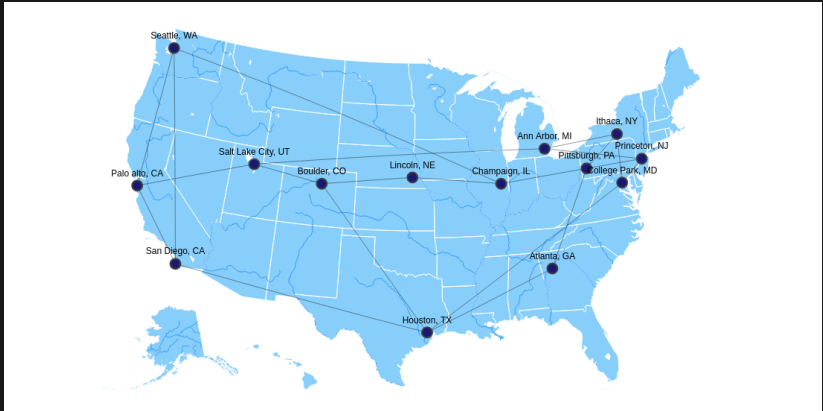 Seattle, WA
Ithaca, NY
Ann Arbor, MI
Princeton, NJ
Salt Lake City, UT
Pittsburgh, PA
Palo alto, CA
Boulder, CO
Lincoln, NE
Champaign, IL
College Park, MD
San Diego, CA
Atlanta, GA
Houston, TX